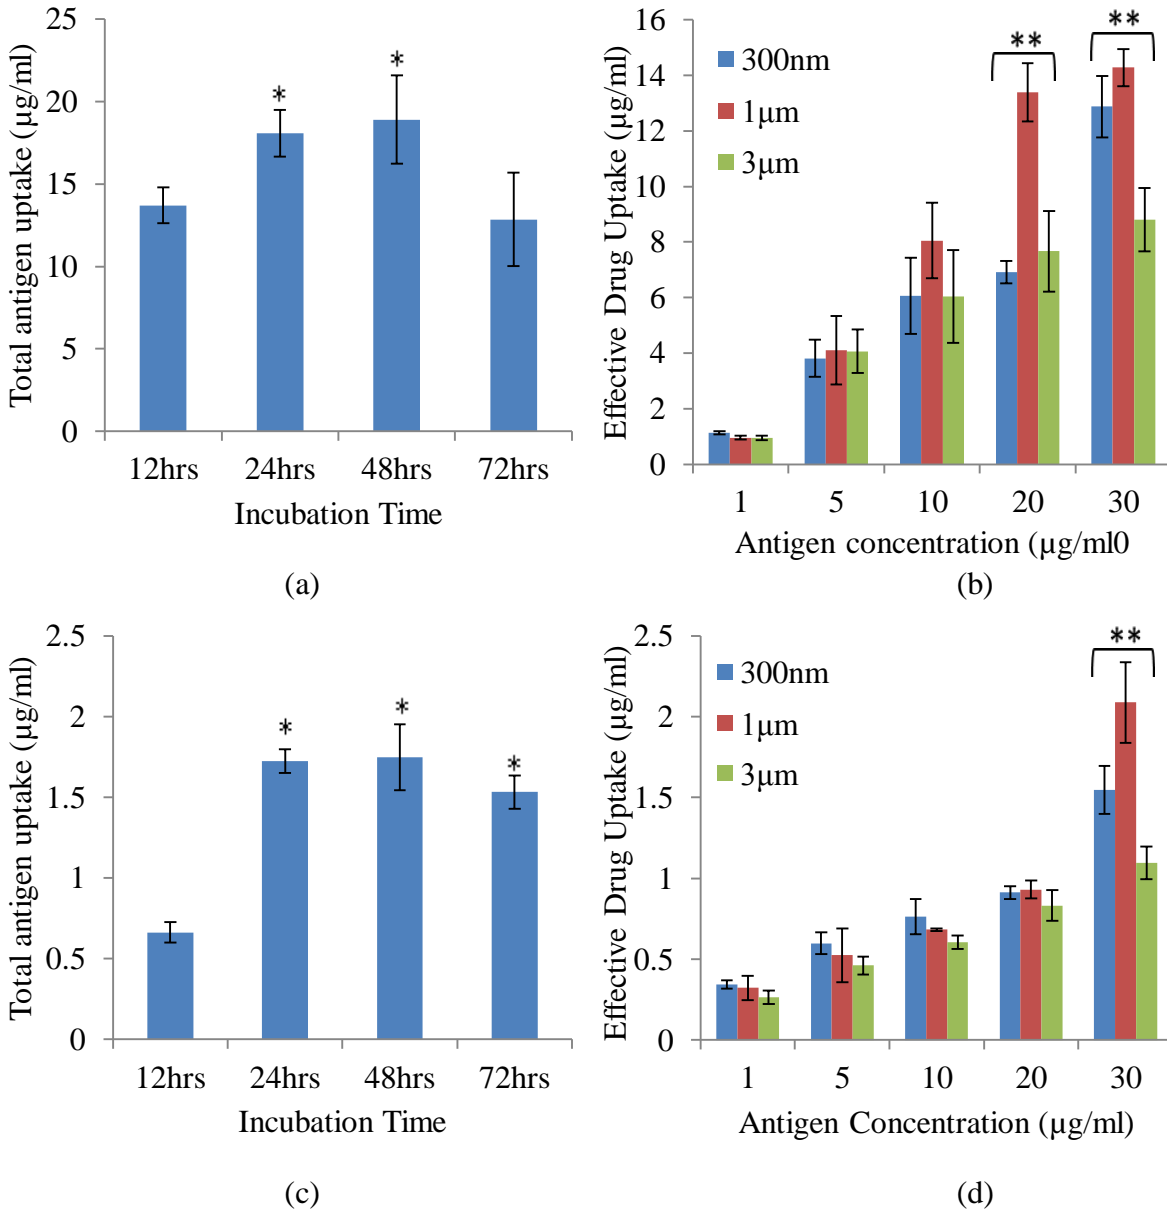 Total antigen uptake (µg/ml)
25
20
15
10
5
0
*
*
12hrs 24hrs 48hrs 72hrs
Incubation Time
(a)
Effective Drug Uptake (µg/ml)
16
14
12
10
8
6
4
2
0
300nm
1µm
3µm
**
**
1 5 10 20 30
Antigen concentration (µg/ml0
(b)
Total antigen uptake (µg/ml)
2.5
2
1.5
1
0.5
0
*
*
*
12hrs 24hrs 48hrs 72hrs
Incubation Time
(c)
Effective Drug Uptake (µg/ml)
2.5
2
1.5
1
0.5
0
300nm
1µm
3µm
**
1 5 10 20 30
Antigen Concentration (µg/ml)
(d)